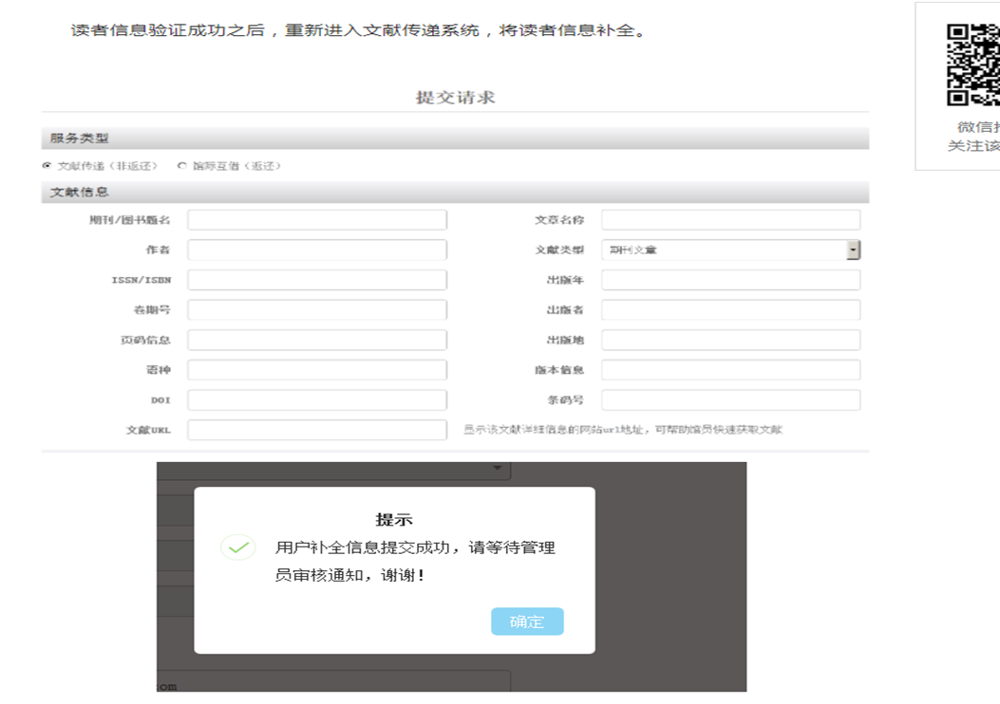 读者信息验证成功之后，重新进入文献传递系统，将读者信息补全。
微信扌
关注该
提交请求
服务类型
文献传递（非返还） 馆际互借（返还）
文献信息
期刊/图书题名 文章名称
作者 文献类型 期刊文章
ISSN/ISBN 出版年
卷期号 出版者
页码信息 出版地
语种 版本信息
DOI 条码号
文献URL 显示该文献详细信息的网站url地址，可帮助馆员快速获取文献
提示
用户补全信息提交成功，请等待管理
员审核通知，谢谢！
确定
com